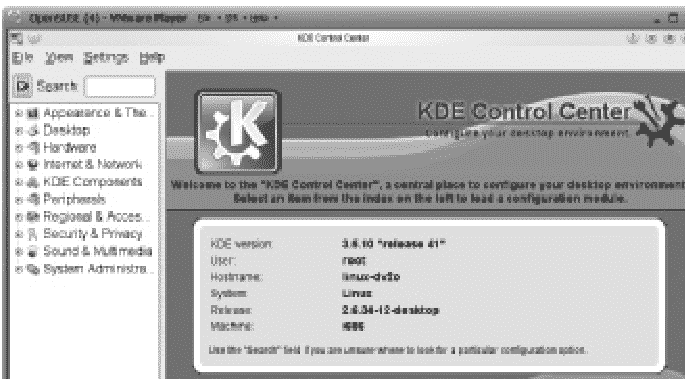 OpenSUSE (4) - VMware Player File • VM • Help •
KDE Control Center
File View Settings Help
Search:
Appearance & The...
Desktop
Hardware
Internet & Network
KDE Components
Peripherals
Regional & Acces...
Security & Privacy
Sound & Multimedia
System Administra...
KDE Control Center
Configure your desktop environment.
Welcome to the "KDE Control Center", a central place to configure your desktop environment
Select an item from the index on the left to load a configuration module.
KDE version: 3.5.10 "release 41"
User: root
Hostname: linux-dv2o
System: Linux
Release: 2.6.34-12-desktop
Machine: i686
Use the "Search" field if you are unsure where to look for a particular configuration option.